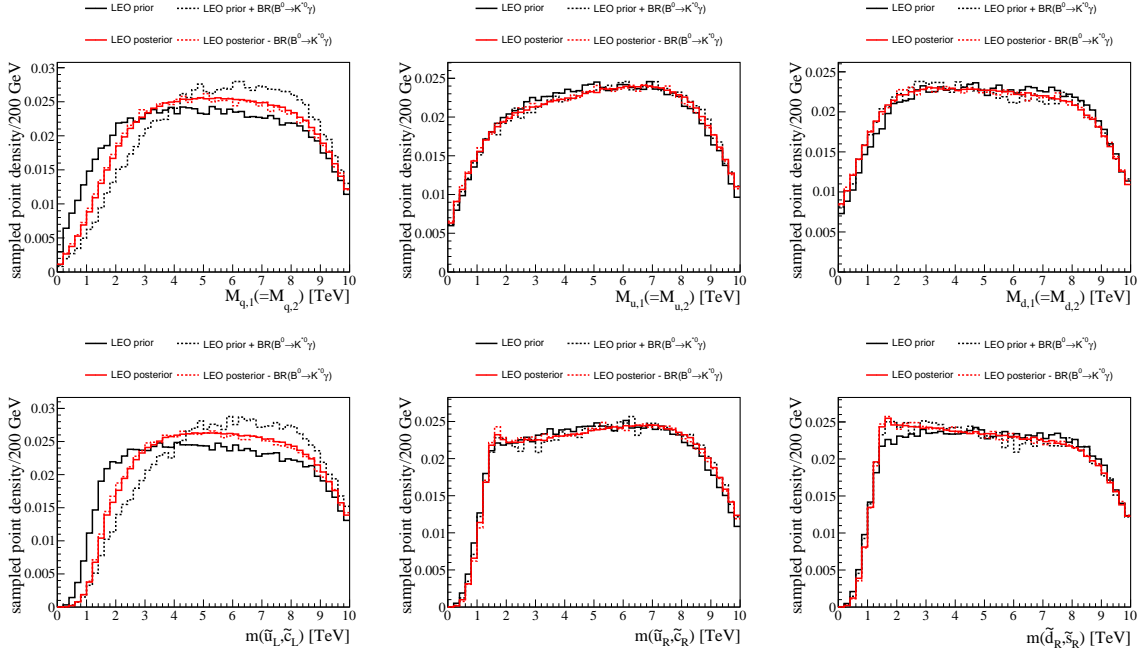 LEO prior LEO prior + BR(B⁰→K*⁰γ)
LEO posterior LEO posterior - BR(B⁰→K*⁰γ)
sampled point density/200 GeV
0.03
0.025
0.02
0.015
0.01
0.005
0
0 1 2 3 4 5 6 7 8 9 10
M_q,1(=M_q,2) [TeV]
LEO prior LEO prior + BR(B⁰→K*⁰γ)
LEO posterior LEO posterior - BR(B⁰→K*⁰γ)
sampled point density/200 GeV
0.025
0.02
0.015
0.01
0.005
0
0 1 2 3 4 5 6 7 8 9 10
M_u,1(=M_u,2) [TeV]
LEO prior LEO prior + BR(B⁰→K*⁰γ)
LEO posterior LEO posterior - BR(B⁰→K*⁰γ)
sampled point density/200 GeV
0.025
0.02
0.015
0.01
0.005
0
0 1 2 3 4 5 6 7 8 9 10
M_d,1(=M_d,2) [TeV]
LEO prior LEO prior + BR(B⁰→K*⁰γ)
LEO posterior LEO posterior - BR(B⁰→K*⁰γ)
sampled point density/200 GeV
0.03
0.025
0.02
0.015
0.01
0.005
0
0 1 2 3 4 5 6 7 8 9 10
m(ũ_L,c̃_L) [TeV]
LEO prior LEO prior + BR(B⁰→K*⁰γ)
LEO posterior LEO posterior - BR(B⁰→K*⁰γ)
sampled point density/200 GeV
0.025
0.02
0.015
0.01
0.005
0
0 1 2 3 4 5 6 7 8 9 10
m(ũ_R,c̃_R) [TeV]
LEO prior LEO prior + BR(B⁰→K*⁰γ)
LEO posterior LEO posterior - BR(B⁰→K*⁰γ)
sampled point density/200 GeV
0.025
0.02
0.015
0.01
0.005
0
0 1 2 3 4 5 6 7 8 9 10
m(d̃_R,s̃_R) [TeV]